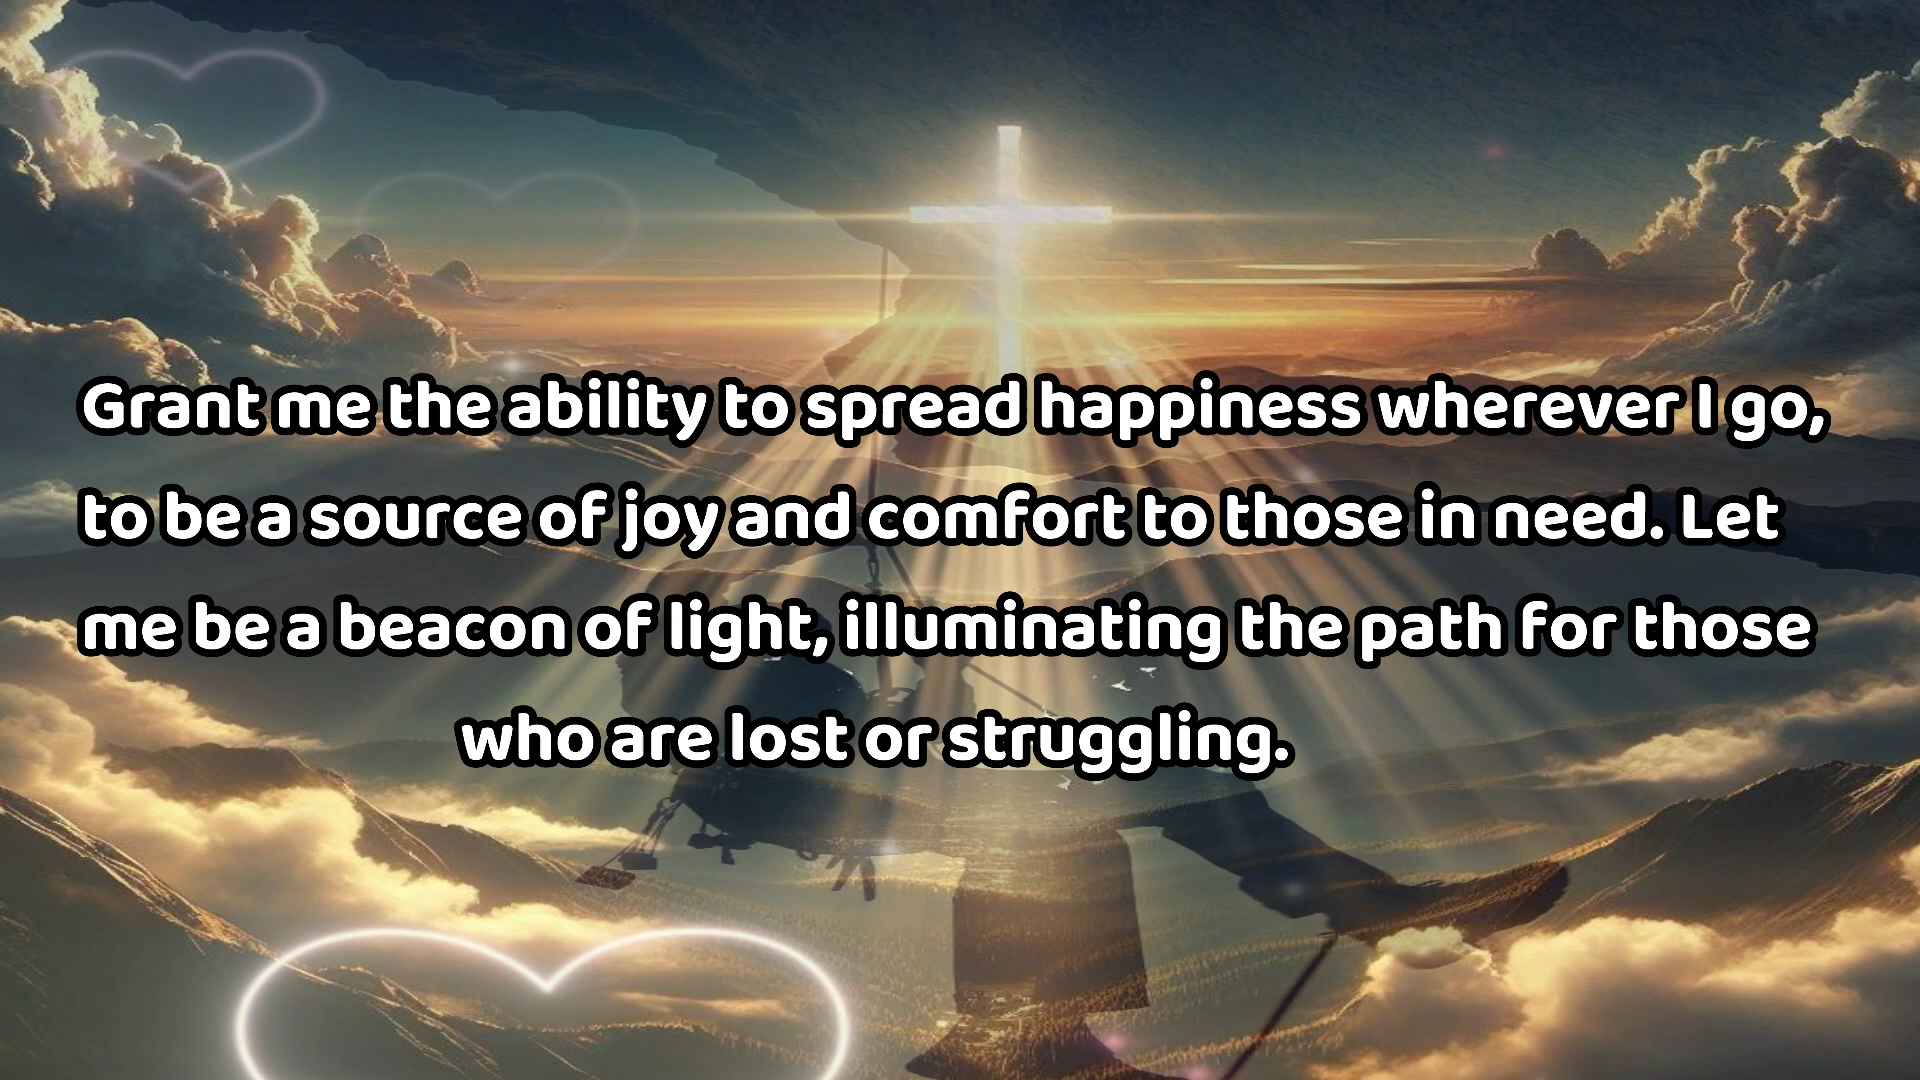 Grant me the ability to spread happiness wherever I go,
to be a source of joy and comfort to those in need. Let
me be a beacon of light, illuminating the path for those
who are lost or struggling.